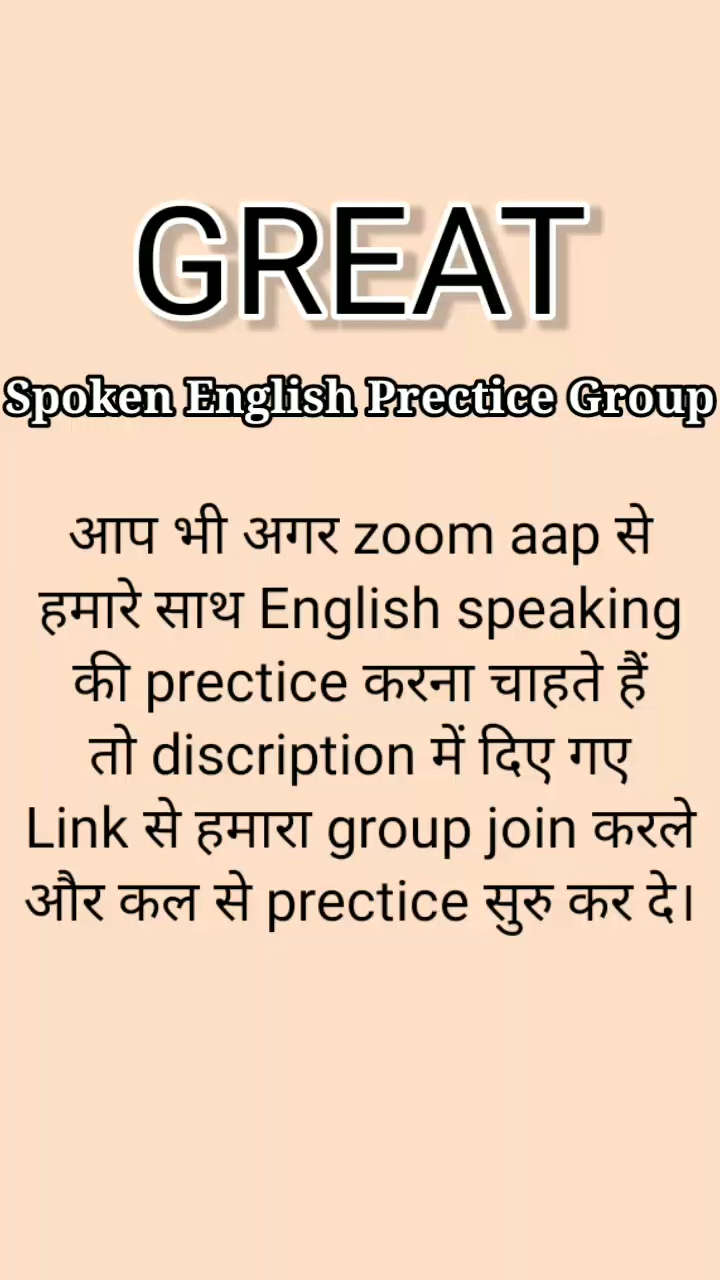 GREAT
Spoken English Prectice Group
आप भी अगर zoom aap से
हमारे साथ English speaking
की prectice करना चाहते हैं
तो discription में दिए गए
Link से हमारा group join करले
और कल से prectice सुरु कर दे।